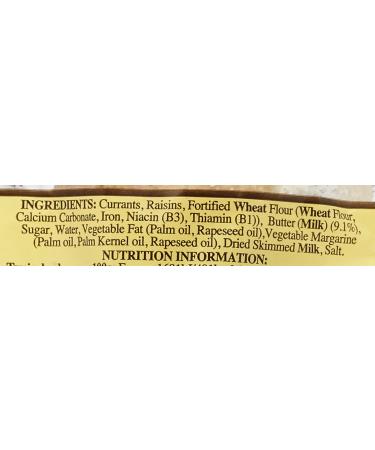 INGREDIENTS: Currants, Raisins, Fortified Wheat Flour (Wheat Flour,
Calcium Carbonate, Iron, Niacin (B3), Thiamin (B1)), Butter (Milk) (9.1%),
Sugar, Water, Vegetable Fat (Palm oil, Rapeseed oil),Vegetable Margarine
(Palm oil, Palm Kernel oil, Rapeseed oil), Dried Skimmed Milk, Salt.
NUTRITION INFORMATION: